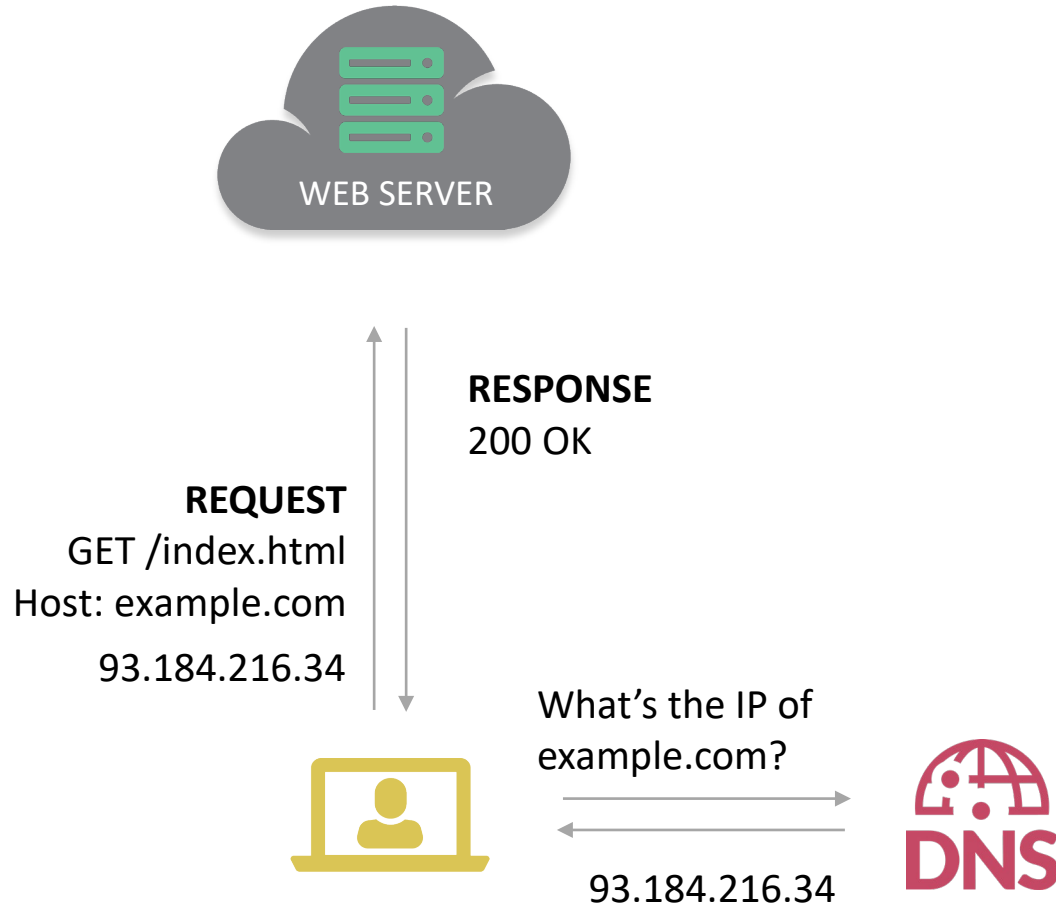 WEB SERVER
RESPONSE
200 OK
REQUEST
GET /index.html
Host: example.com
93.184.216.34
What’s the IP of
example.com?
DNS
93.184.216.34